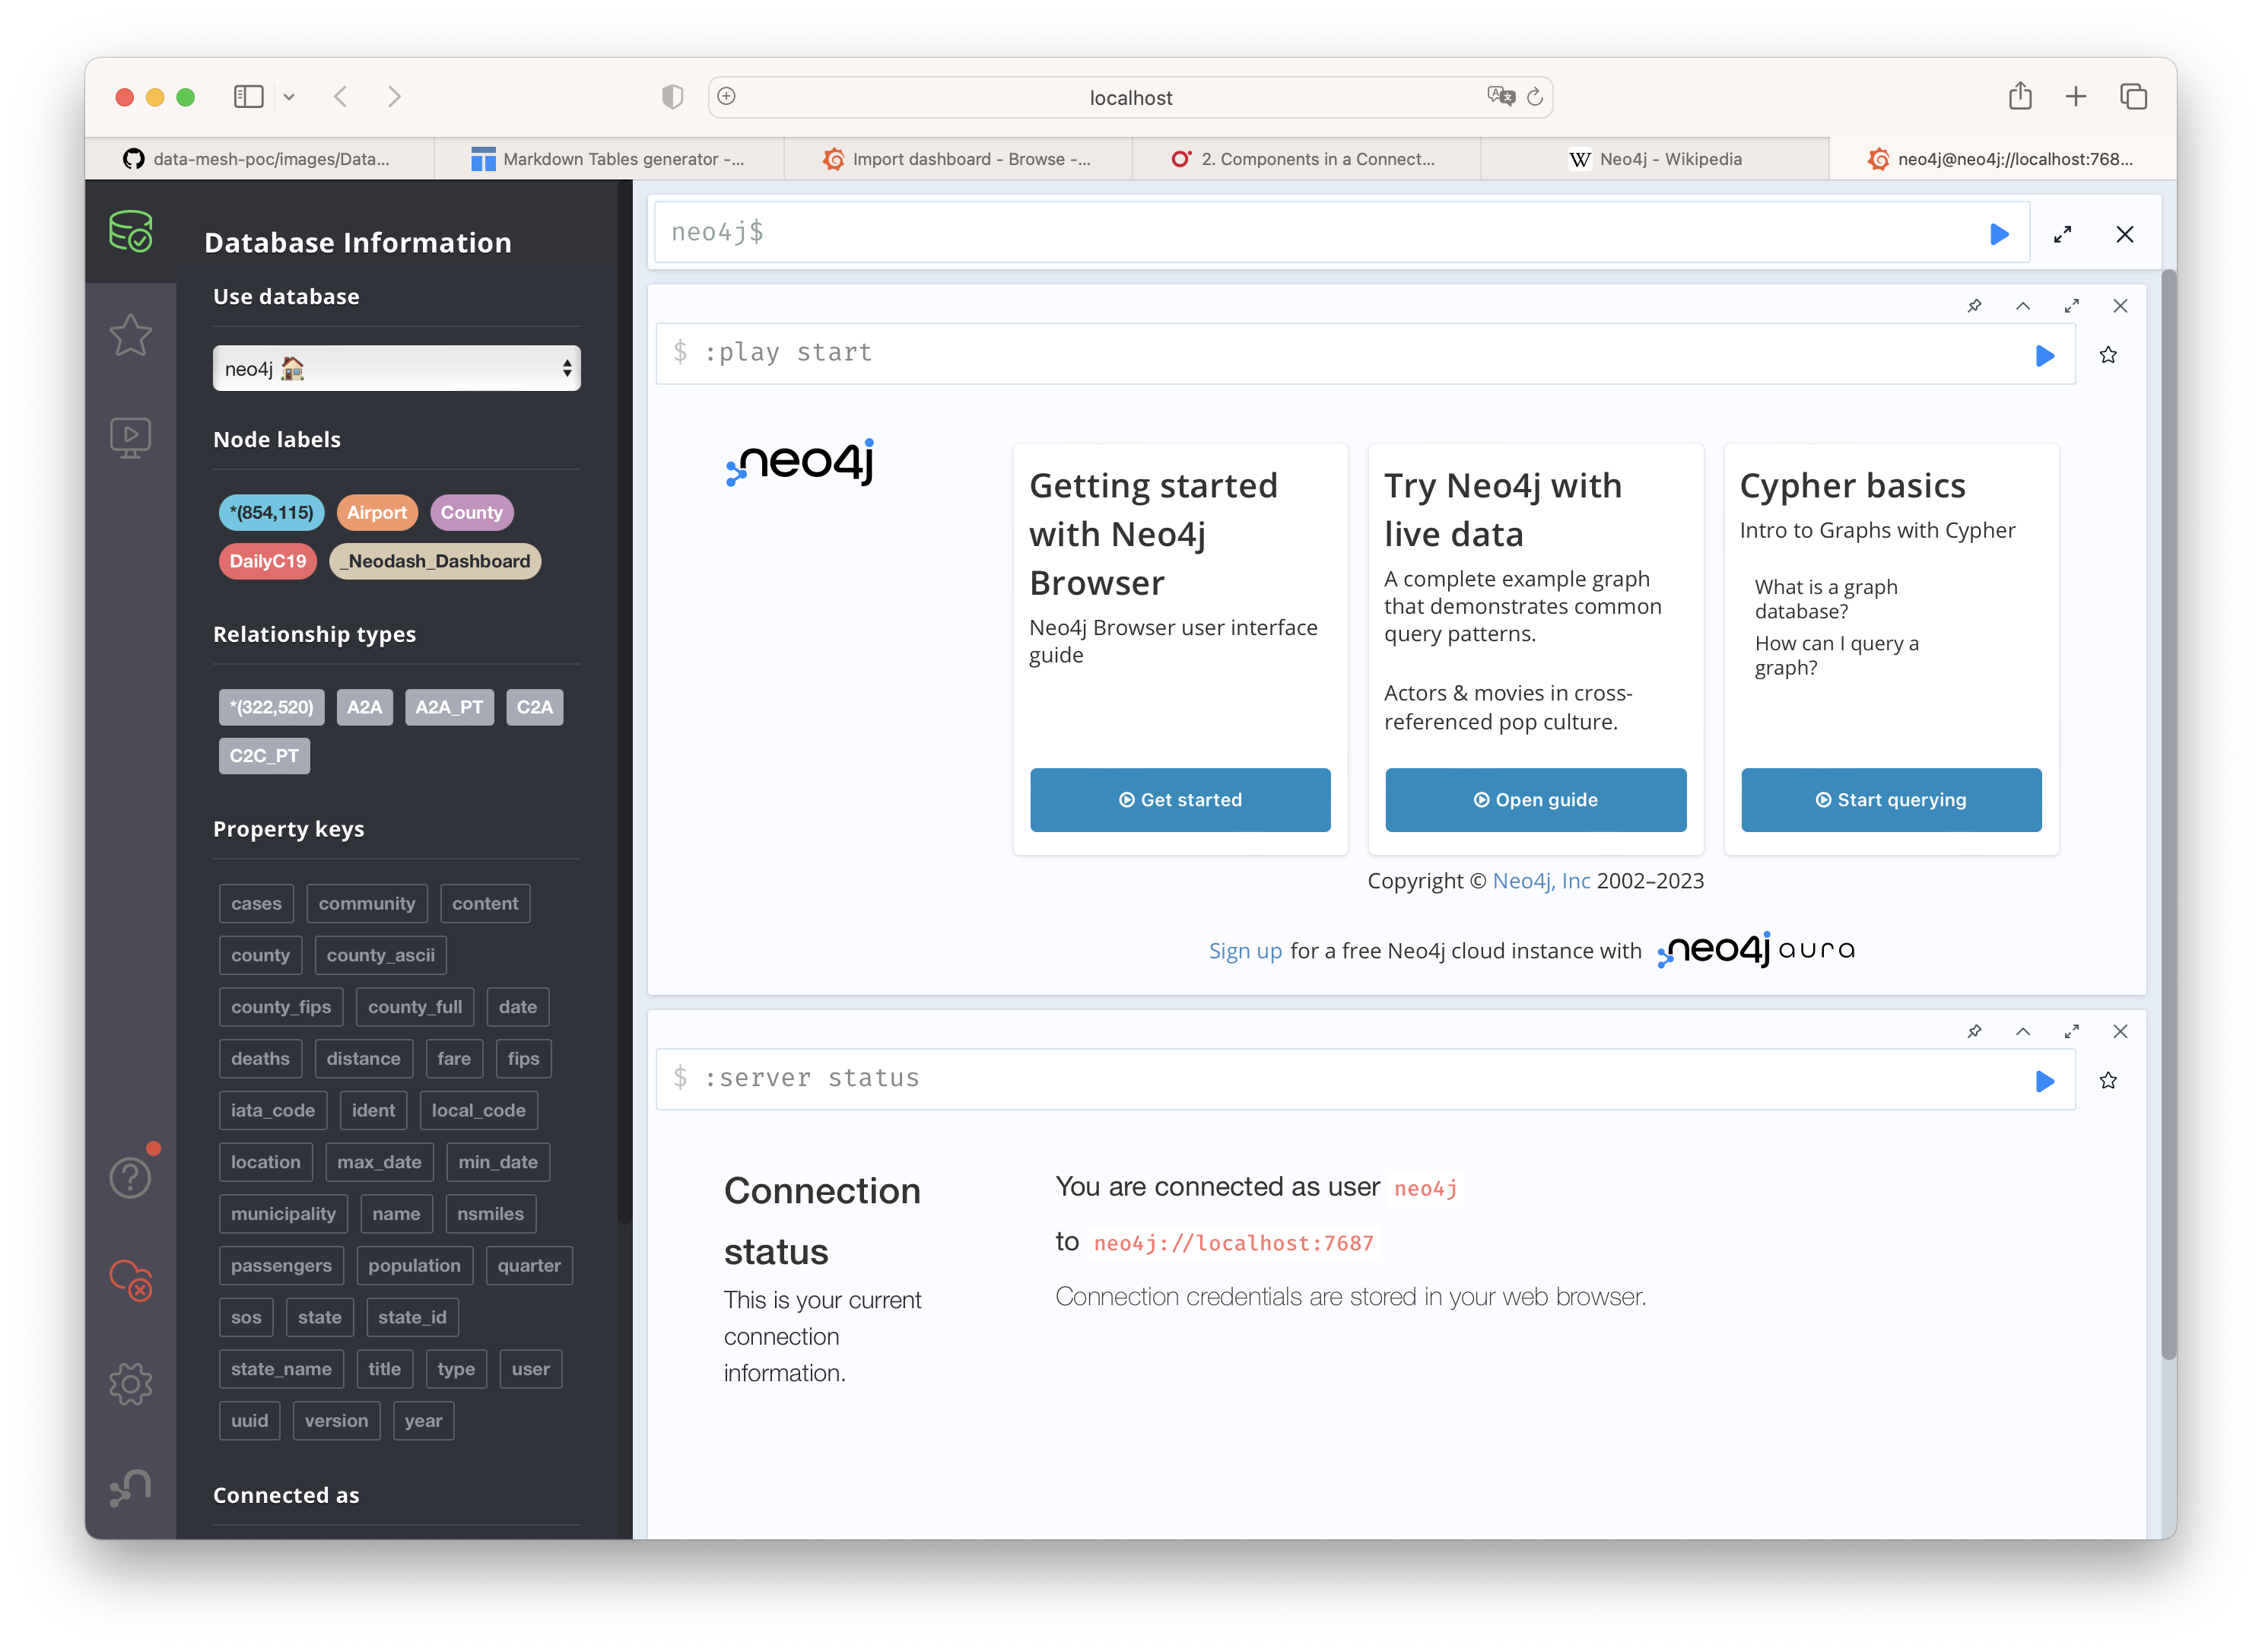 localhost
data-mesh-poc/images/Data...
Markdown Tables generator -...
Import dashboard - Browse -...
2. Components in a Connect...
W Neo4j - Wikipedia
neo4j@neo4j://localhost:768...
Database Information
Use database
neo4j
Node labels
*(854,115) Airport County
DailyC19 _Neodash_Dashboard
Relationship types
*(322,520) A2A A2A_PT C2A
C2C_PT
Property keys
cases community content
county county_ascii
county_fips county_full date
deaths distance fare fips
iata_code ident local_code
location max_date min_date
municipality name nsmiles
passengers population quarter
sos state state_id
state_name title type user
uuid version year
Connected as
neo4j$
$ :play start
neo4j
Getting started
with Neo4j
Browser
Neo4j Browser user interface
guide
Get started
Try Neo4j with
live data
A complete example graph
that demonstrates common
query patterns.
Actors & movies in cross-
referenced pop culture.
Open guide
Cypher basics
Intro to Graphs with Cypher
What is a graph
database?
How can I query a
graph?
Start querying
Copyright © Neo4j, Inc 2002–2023
Sign up for a free Neo4j cloud instance with neo4j aura
$ :server status
Connection
status
This is your current
connection
information.
You are connected as user neo4j
to neo4j://localhost:7687
Connection credentials are stored in your web browser.